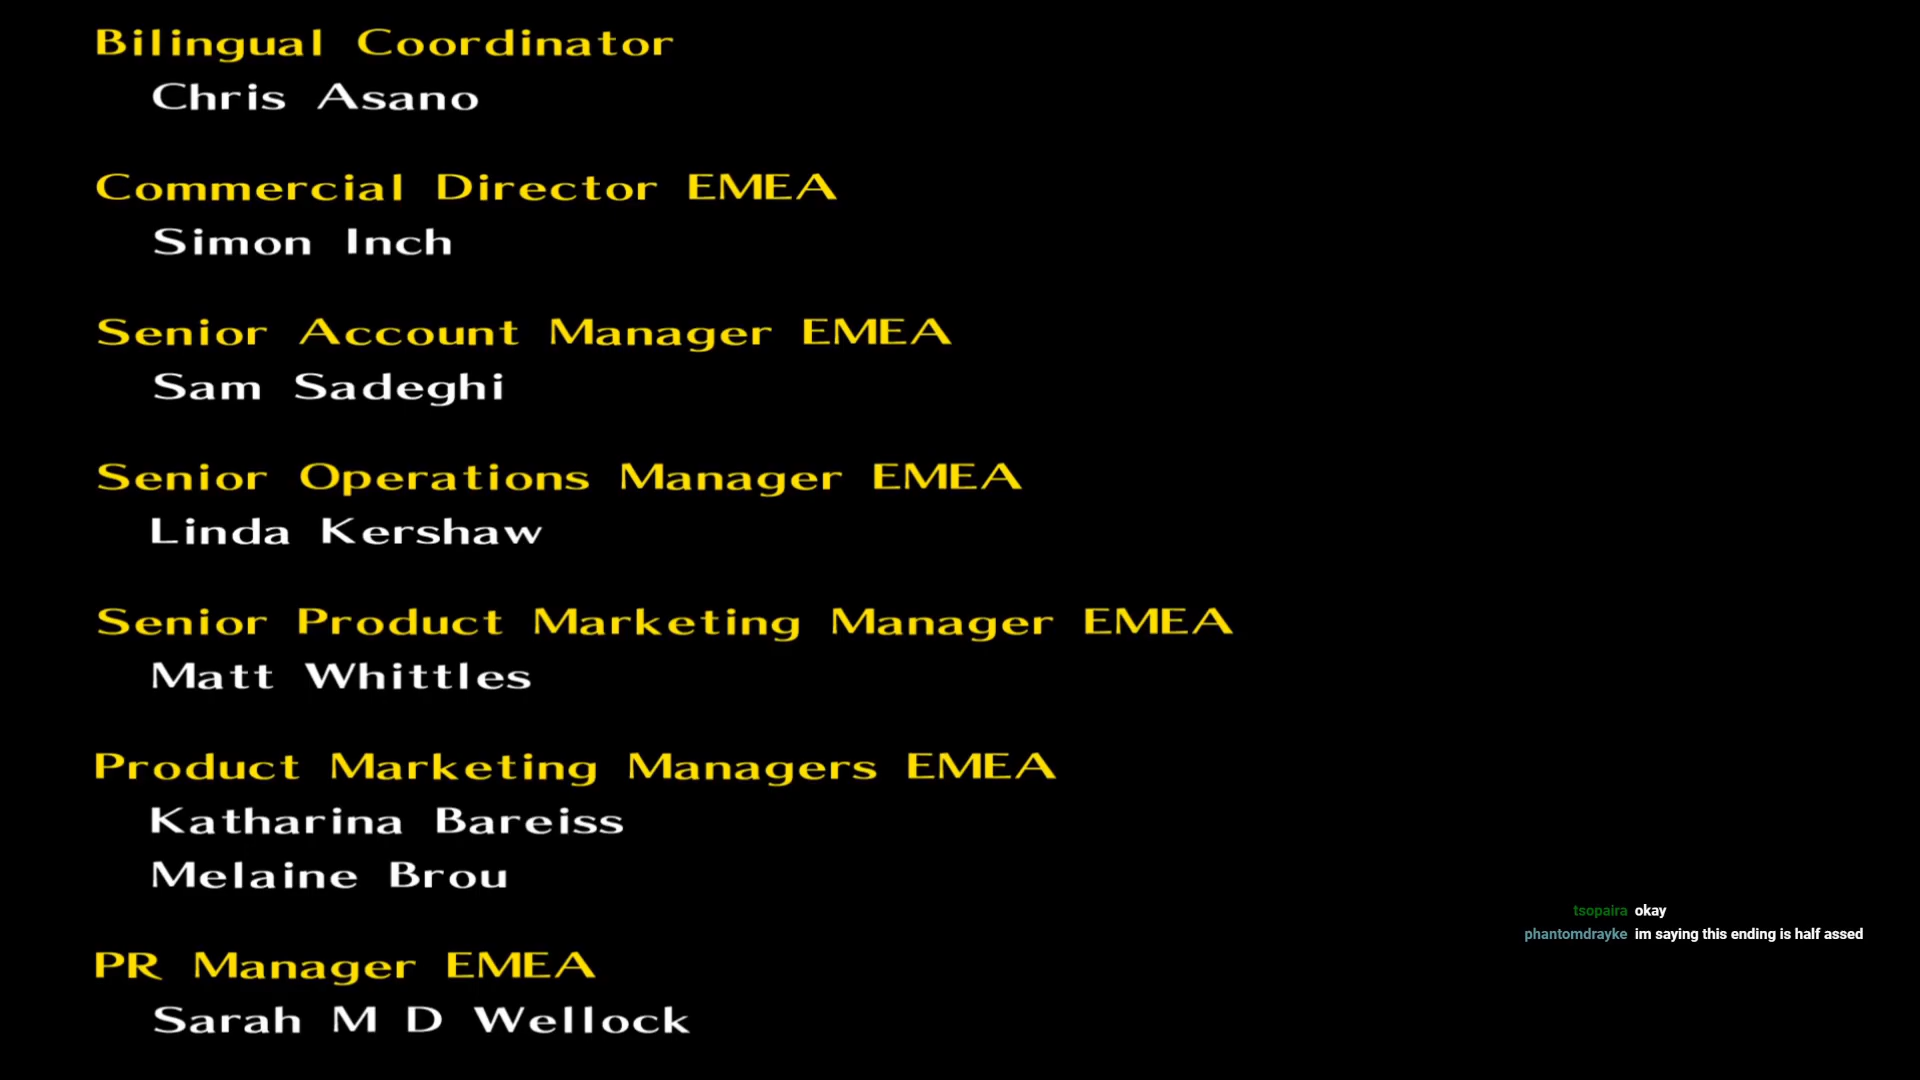 Bilingual Coordinator
Chris Asano
Commercial Director EMEA
Simon Inch
Senior Account Manager EMEA
Sam Sadeghi
Senior Operations Manager EMEA
Linda Kershaw
Senior Product Marketing Manager EMEA
Matt Whittles
Product Marketing Managers EMEA
Katharina Bareiss
Melaine Brou
PR Manager EMEA
Sarah M D Wellock
tsopaira okay
phantomdrayke im saying this ending is half assed